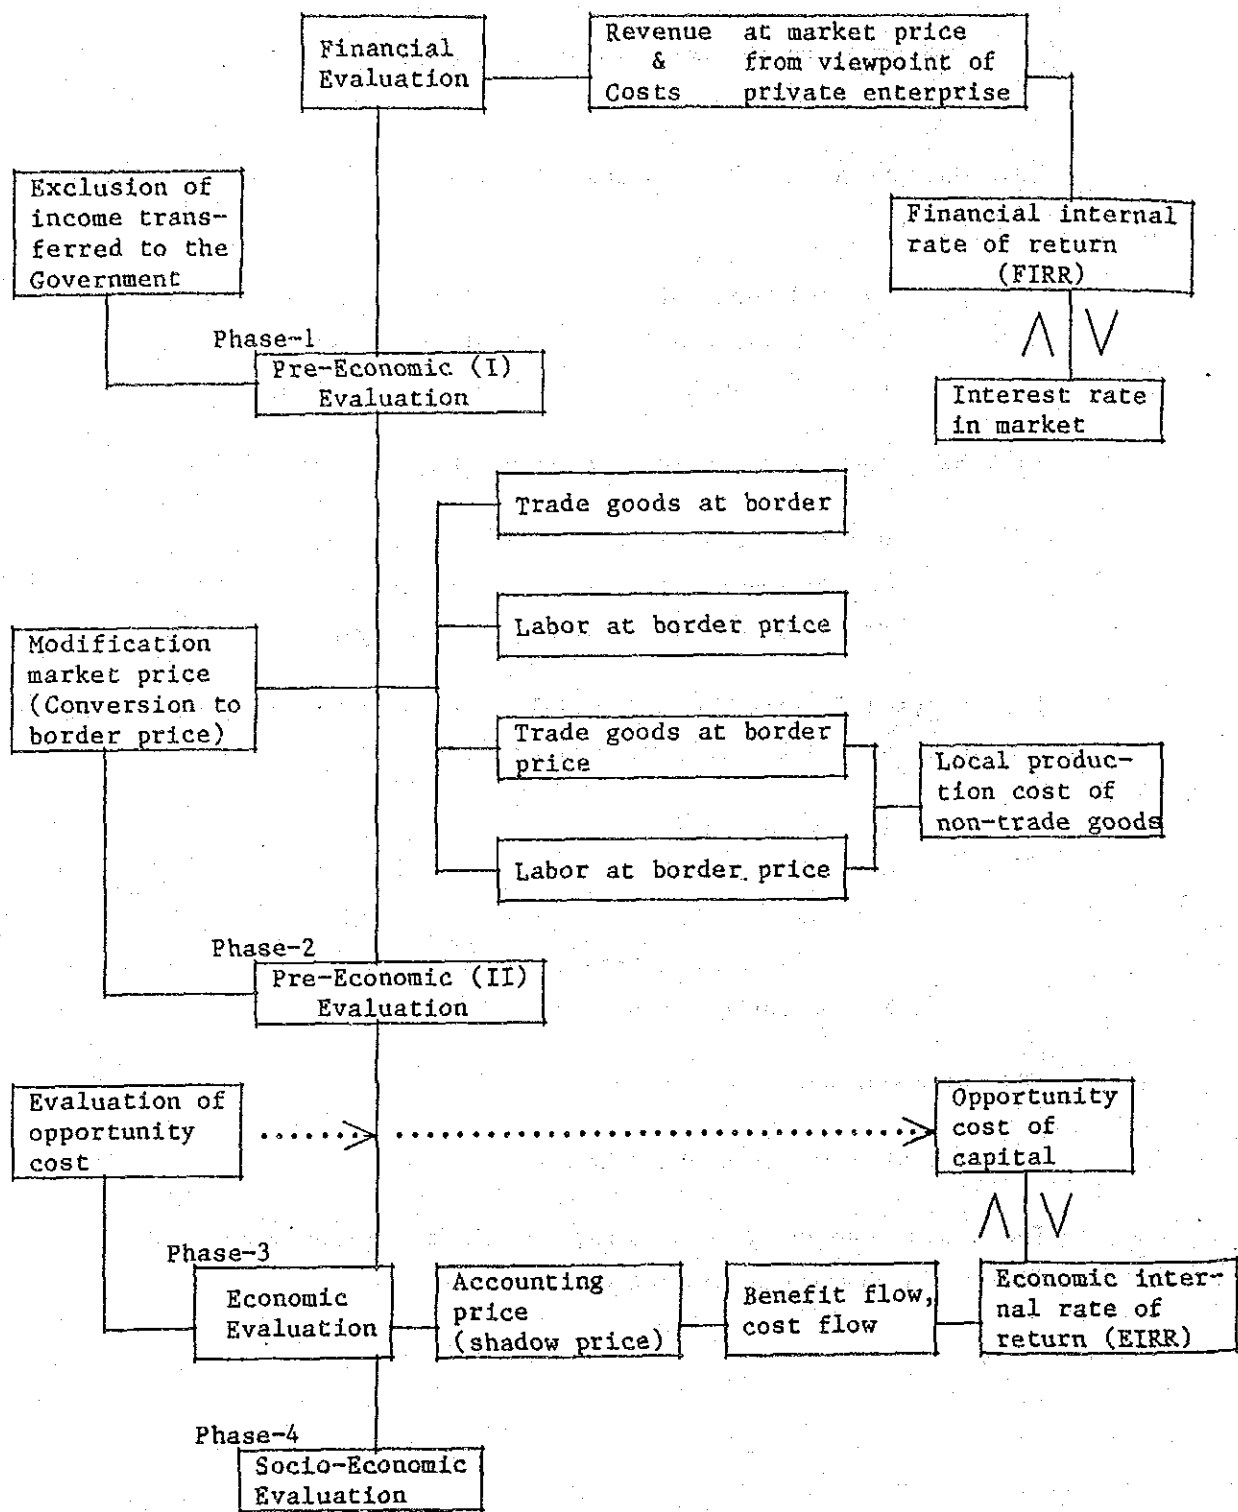 Financial
Evaluation
Revenue at market price
& from viewpoint of
Costs private enterprise
Exclusion of
income trans-
ferred to the
Government
Financial internal
rate of return
(FIRR)
Phase-1
Pre-Economic (I)
Evaluation
Λ V
Interest rate
in market
Trade goods at border
Labor at border price
Modification
market price
(Conversion to
border price)
Trade goods at border
price
Local produc-
tion cost of
non-trade goods
Labor at border price
Phase-2
Pre-Economic (II)
Evaluation
Evaluation of
opportunity
cost
Opportunity
cost of
capital
Λ V
Phase-3
Economic
Evaluation
Accounting
price
(shadow price)
Benefit flow,
cost flow
Economic inter-
nal rate of
return (EIRR)
Phase-4
Socio-Economic
Evaluation